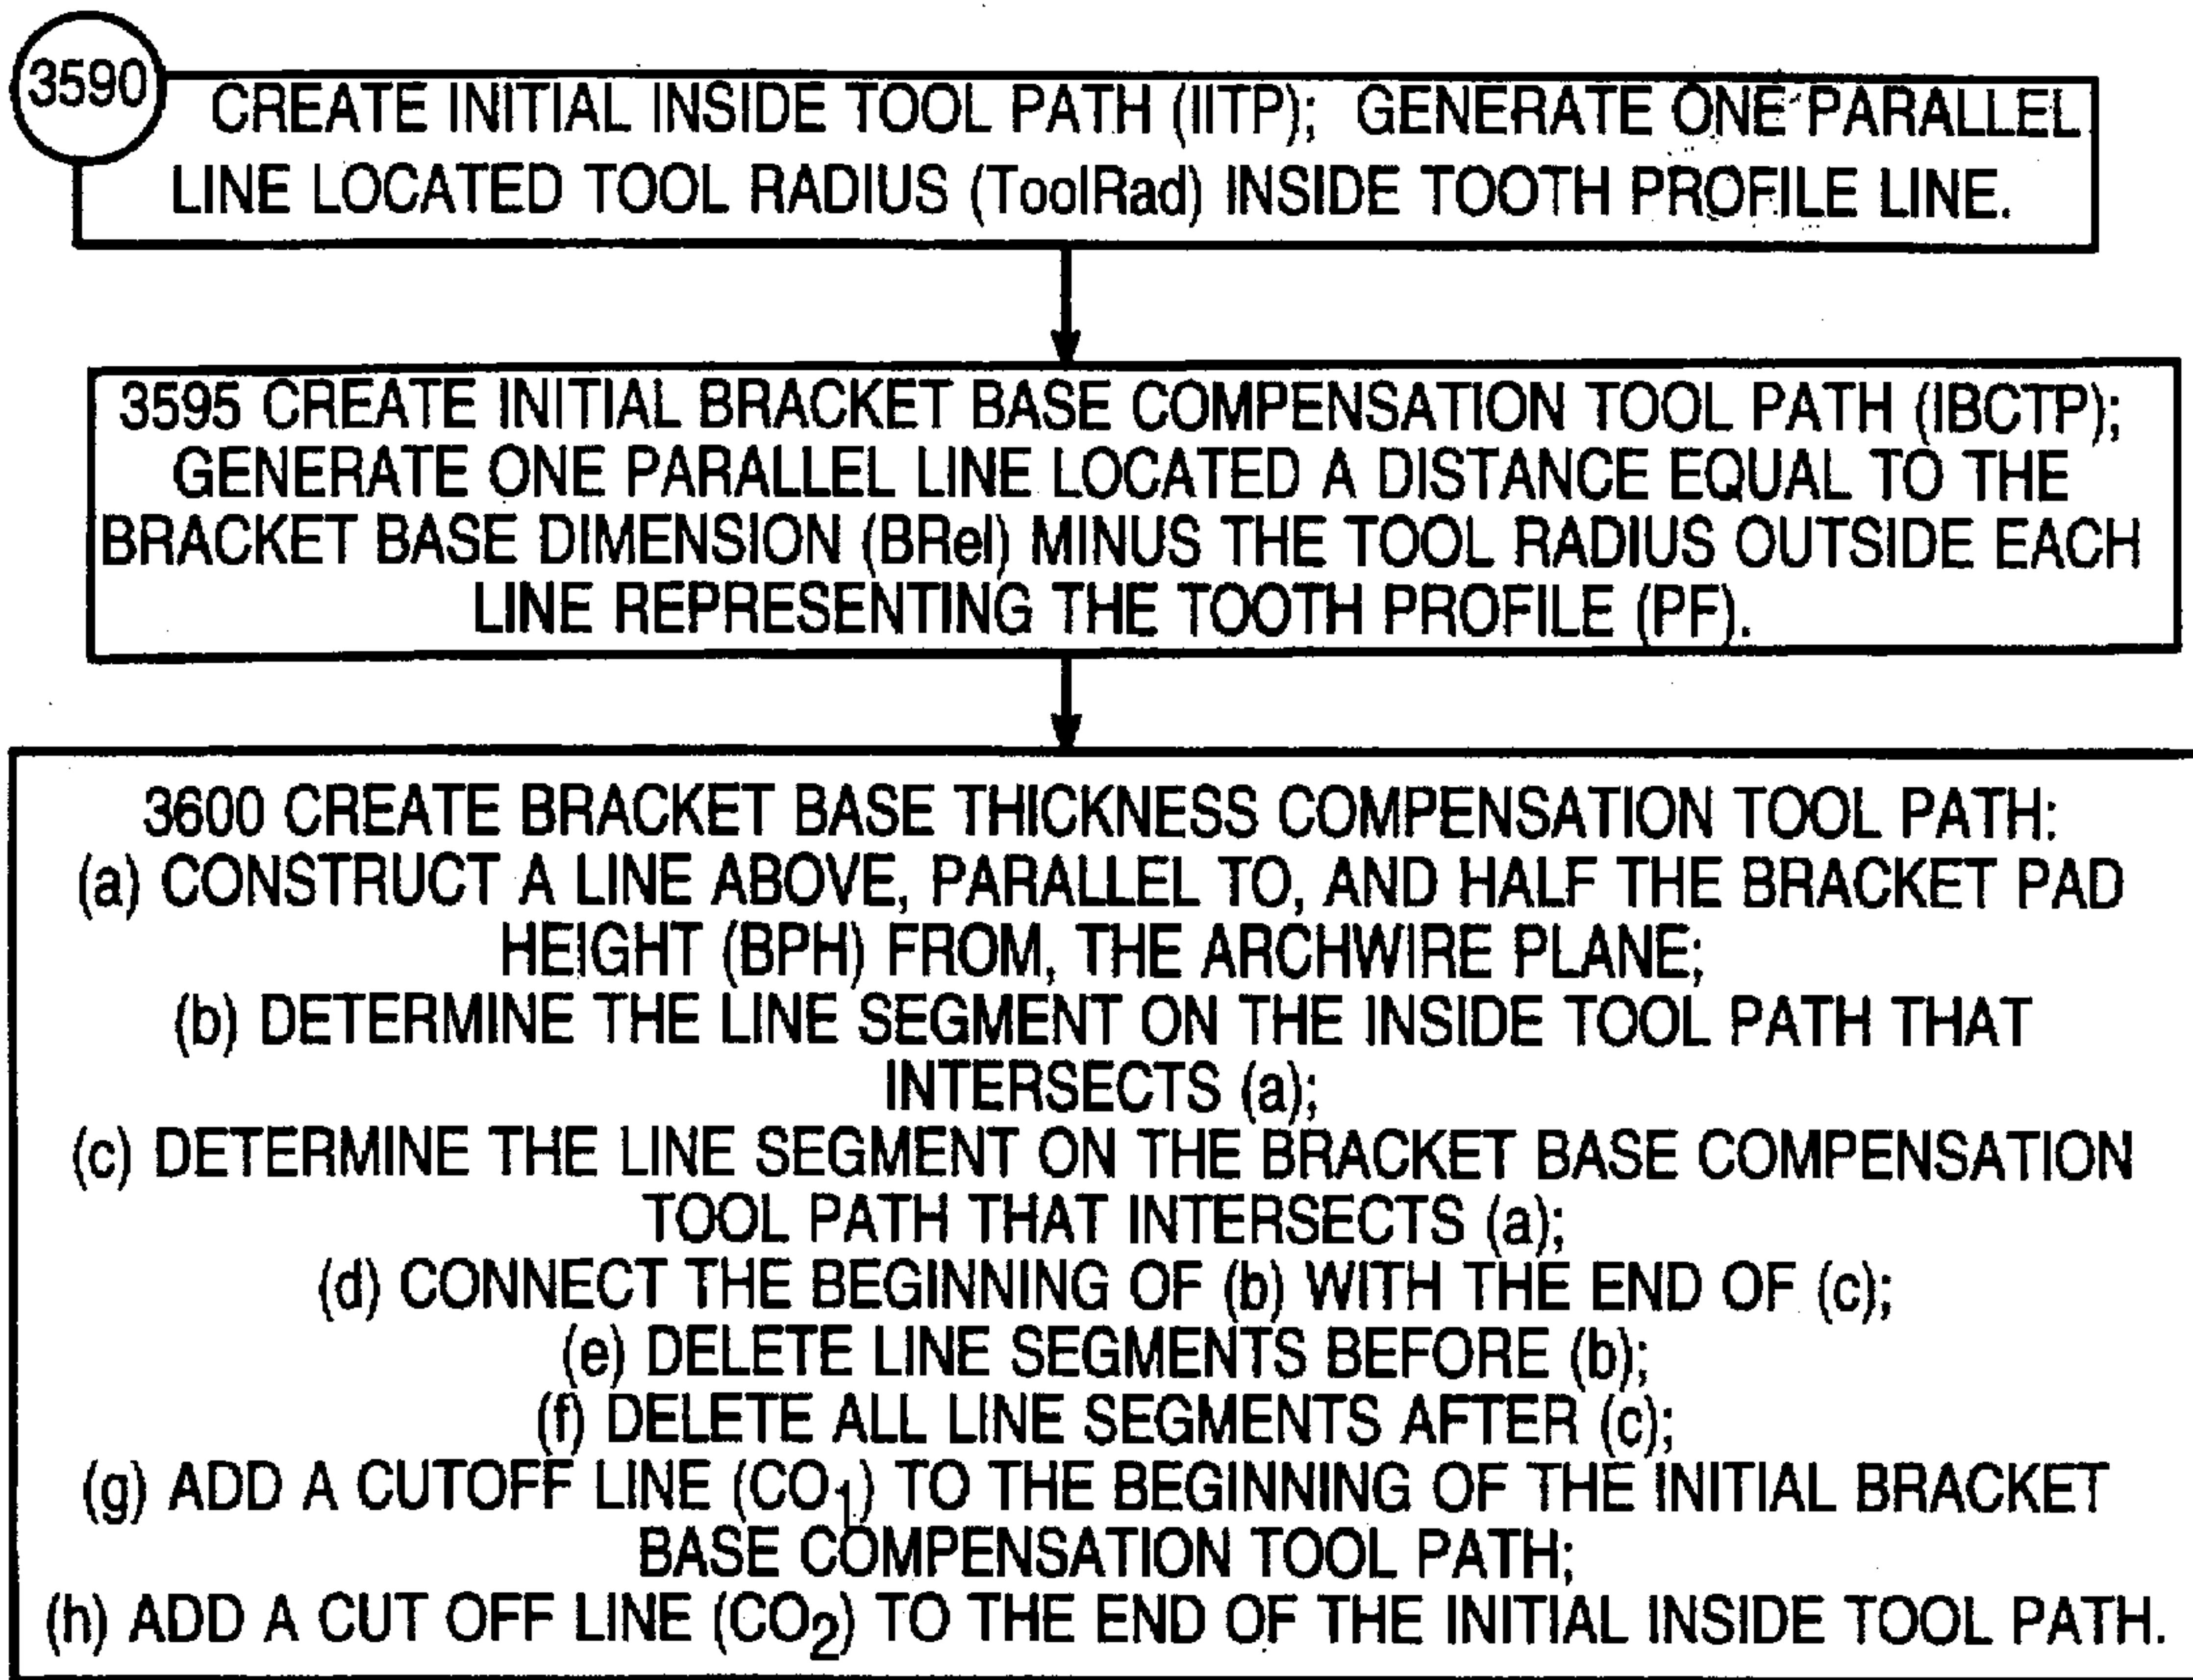 3590
CREATE INITIAL INSIDE TOOL PATH (IITP); GENERATE ONE PARALLEL
LINE LOCATED TOOL RADIUS (ToolRad) INSIDE TOOTH PROFILE LINE.
3595 CREATE INITIAL BRACKET BASE COMPENSATION TOOL PATH (IBCTP);
GENERATE ONE PARALLEL LINE LOCATED A DISTANCE EQUAL TO THE
BRACKET BASE DIMENSION (BRel) MINUS THE TOOL RADIUS OUTSIDE EACH
LINE REPRESENTING THE TOOTH PROFILE (PF).
3600 CREATE BRACKET BASE THICKNESS COMPENSATION TOOL PATH:
(a) CONSTRUCT A LINE ABOVE, PARALLEL TO, AND HALF THE BRACKET PAD
HEIGHT (BPH) FROM, THE ARCHWIRE PLANE;
(b) DETERMINE THE LINE SEGMENT ON THE INSIDE TOOL PATH THAT
INTERSECTS (a);
(c) DETERMINE THE LINE SEGMENT ON THE BRACKET BASE COMPENSATION
TOOL PATH THAT INTERSECTS (a);
(d) CONNECT THE BEGINNING OF (b) WITH THE END OF (c);
(e) DELETE LINE SEGMENTS BEFORE (b);
(f) DELETE ALL LINE SEGMENTS AFTER (c);
(g) ADD A CUTOFF LINE (CO₁) TO THE BEGINNING OF THE INITIAL BRACKET
BASE COMPENSATION TOOL PATH;
(h) ADD A CUT OFF LINE (CO₂) TO THE END OF THE INITIAL INSIDE TOOL PATH.